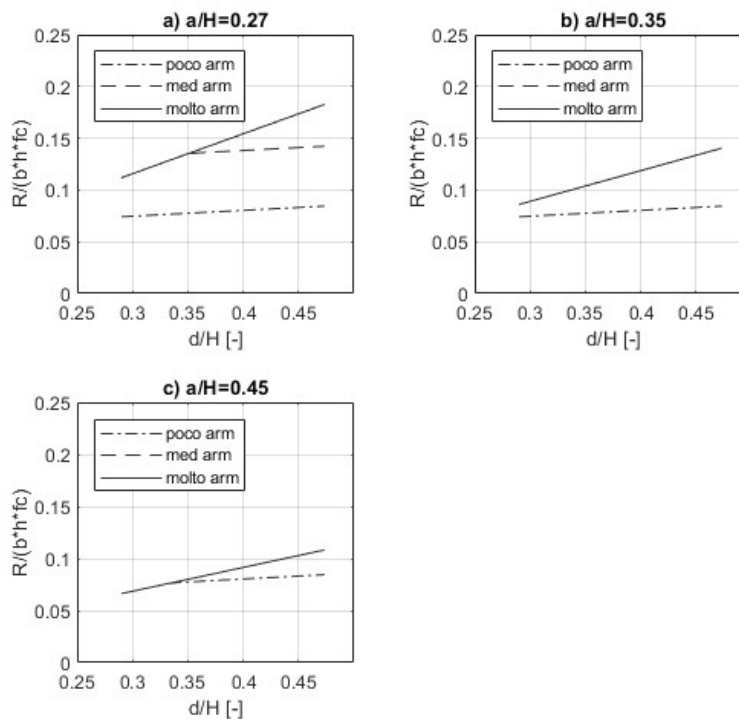 a) a/H=0.27
R/(b*h*fc)
0.25
0.2
0.15
0.1
0.05
0
poco arm
med arm
molto arm
0.25 0.3 0.35 0.4 0.45
d/H [-]
b) a/H=0.35
R/(b*h*fc)
0.25
0.2
0.15
0.1
0.05
0
poco arm
med arm
molto arm
0.25 0.3 0.35 0.4 0.45
d/H [-]
c) a/H=0.45
R/(b*h*fc)
0.25
0.2
0.15
0.1
0.05
0
poco arm
med arm
molto arm
0.25 0.3 0.35 0.4 0.45
d/H [-]